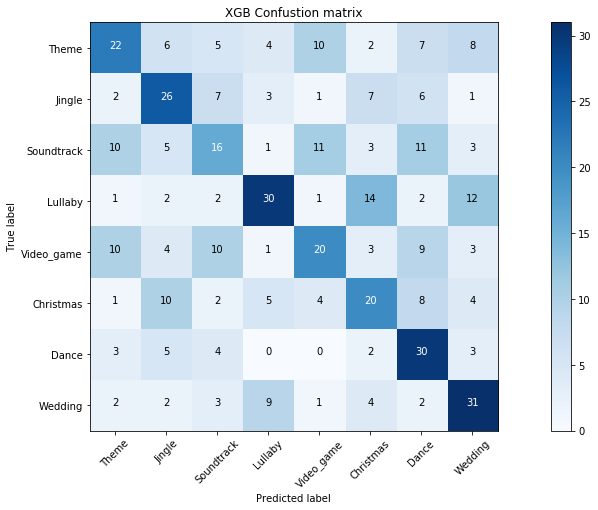 XGB Confustion matrix
True label
Theme 22 6 5 4 10 2 7 8
Jingle 2 26 7 3 1 7 6 1
Soundtrack 10 5 16 1 11 3 11 3
Lullaby 1 2 2 30 1 14 2 12
Video_game 10 4 10 1 20 3 9 3
Christmas 1 10 2 5 4 20 8 4
Dance 3 5 4 0 0 2 30 3
Wedding 2 2 3 9 1 4 2 31
Theme Jingle Soundtrack Lullaby Video_game Christmas Dance Wedding
Predicted label
30
25
20
15
10
5
0